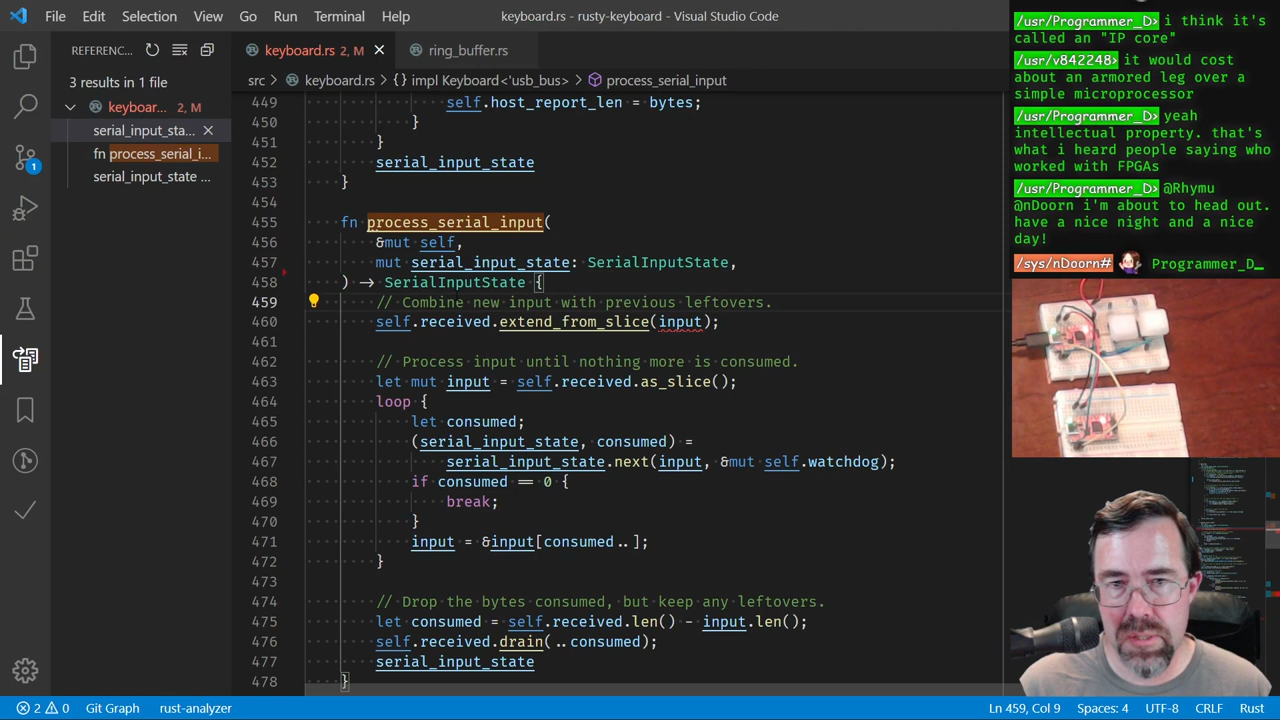 File Edit Selection View Go Run Terminal Help
keyboard.rs - rusty-keyboard - Visual Studio Code
REFERENC...
3 results in 1 file
keyboar... 2, M
serial_input_sta...
fn process_serial_i...
serial_input_state ...
1
keyboard.rs 2, M
ring_buffer.rs
src > keyboard.rs > {} impl Keyboard<'usb_bus> > process_serial_input
449 self.host_report_len = bytes;
450 }
451 }
452 serial_input_state
453 }
454
455 fn process_serial_input(
456 &mut self,
457 mut serial_input_state: SerialInputState,
458 ) -> SerialInputState {
459 // Combine new input with previous leftovers.
460 self.received.extend_from_slice(input);
461
462 // Process input until nothing more is consumed.
463 let mut input = self.received.as_slice();
464 loop {
465 let consumed;
466 (serial_input_state, consumed) =
467 serial_input_state.next(input, &mut self.watchdog);
468 if consumed == 0 {
469 break;
470 }
471 input = &input[consumed..];
472 }
473
474 // Drop the bytes consumed, but keep any leftovers.
475 let consumed = self.received.len() - input.len();
476 self.received.drain(..consumed);
477 serial_input_state
478 }
/usr/Programmer_D> i think it's
called an "IP core"
/usr/v842248> it would cost
about an armored leg over a
simple microprocessor
/usr/Programmer_D> yeah
intellectual property. that's
what i heard people saying who
worked with FPGAs
/usr/Programmer_D> @Rhymu
@nDoorn i'm about to head out.
have a nice night and a nice
day!
/sys/nDoorn# Programmer_D_
2 0 Git Graph rust-analyzer
Ln 459, Col 9 Spaces: 4 UTF-8 CRLF Rust